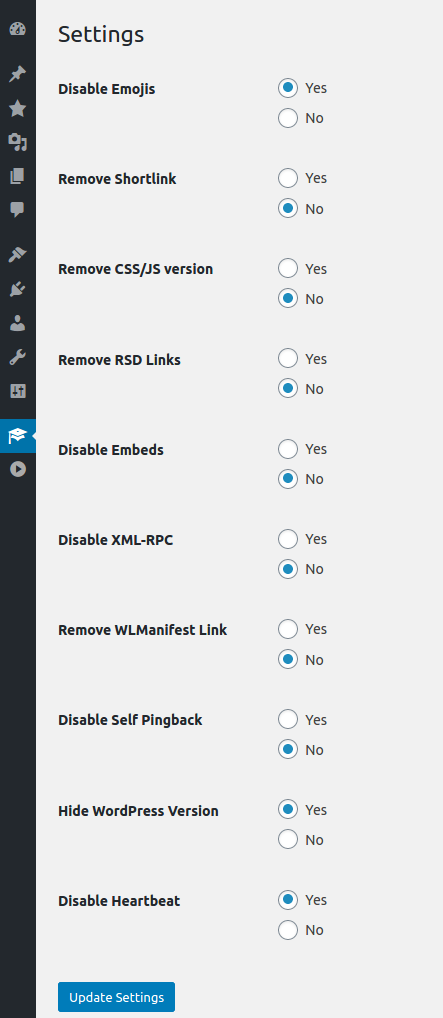 Settings
Disable Emojis
Yes
No
Remove Shortlink
Yes
No
Remove CSS/JS version
Yes
No
Remove RSD Links
Yes
No
Disable Embeds
Yes
No
Disable XML-RPC
Yes
No
Remove WLManifest Link
Yes
No
Disable Self Pingback
Yes
No
Hide WordPress Version
Yes
No
Disable Heartbeat
Yes
No
Update Settings